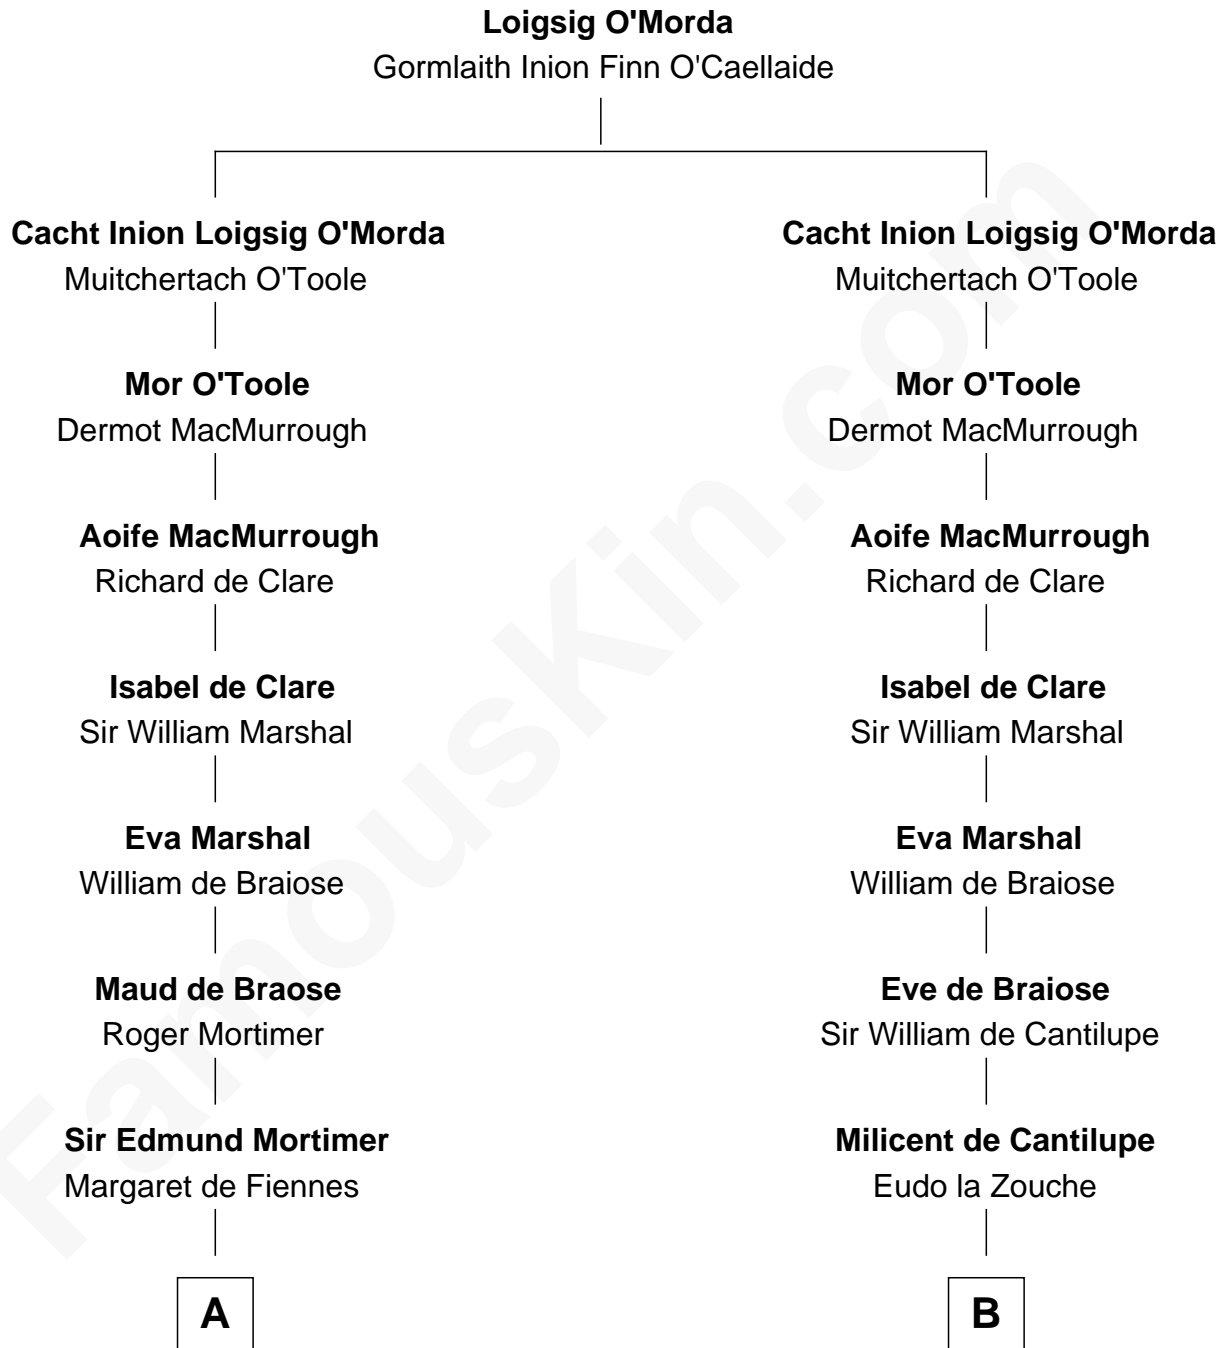 Loigsig O'Morda
Gormlaith Inion Finn O'Caellaide
Cacht Inion Loigsig O'Morda
Muitchertach O'Toole
Mor O'Toole
Dermot MacMurrough
Aoife MacMurrough
Richard de Clare
Isabel de Clare
Sir William Marshal
Eva Marshal
William de Braiose
Maud de Braose
Roger Mortimer
Sir Edmund Mortimer
Margaret de Fiennes
A
Cacht Inion Loigsig O'Morda
Muitchertach O'Toole
Mor O'Toole
Dermot MacMurrough
Aoife MacMurrough
Richard de Clare
Isabel de Clare
Sir William Marshal
Eva Marshal
William de Braiose
Eve de Braiose
Sir William de Cantilupe
Milicent de Cantilupe
Eudo la Zouche
B
FamousKin.com